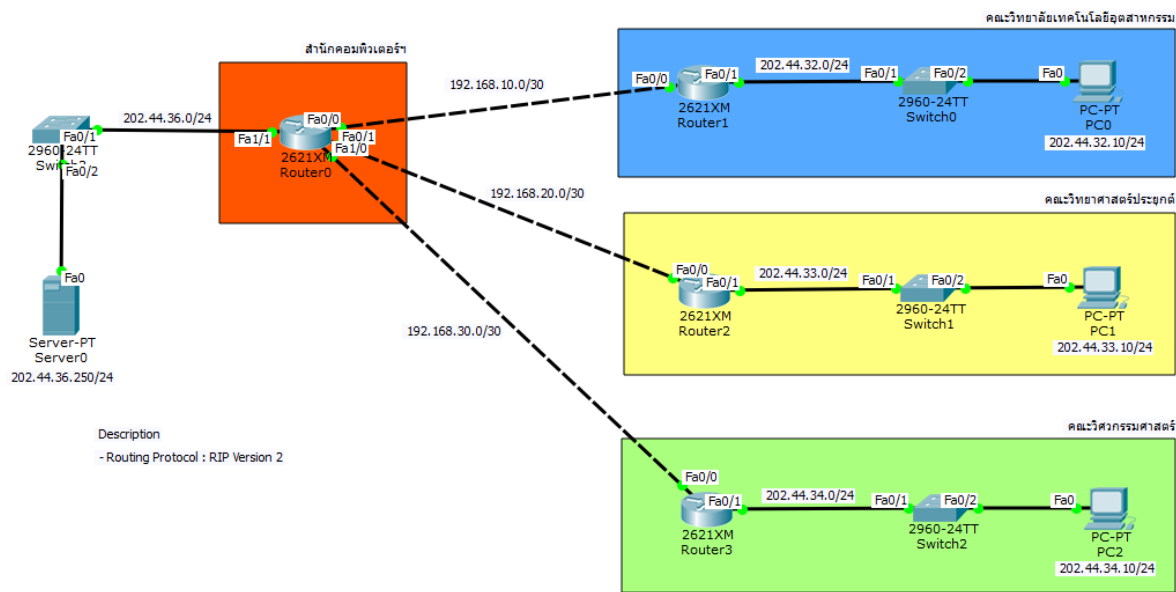 สำนักคอมพิวเตอร์ฯ
202.44.36.0/24
Fa0/1
2960-24TT
Fa0/2
Fa0
Server-PT
Server0
202.44.36.250/24
Fa1/1
Fa0/0
Fa0/1
Fa1/0
2621XM
Router0
192.168.10.0/30
192.168.20.0/30
192.168.30.0/30
คณะวิทยาลัยเทคโนโลยีอุตสาหกรรม
Fa0/0
Fa0/1
2621XM
Router1
202.44.32.0/24
Fa0/1
Fa0/2
2960-24TT
Switch0
Fa0
PC-PT
PC0
202.44.32.10/24
คณะวิทยาศาสตร์ประยุกต์
Fa0/0
Fa0/1
2621XM
Router2
202.44.33.0/24
Fa0/1
Fa0/2
2960-24TT
Switch1
Fa0
PC-PT
PC1
202.44.33.10/24
คณะวิศวกรรมศาสตร์
Fa0/0
Fa0/1
2621XM
Router3
202.44.34.0/24
Fa0/1
Fa0/2
2960-24TT
Switch2
Fa0
PC-PT
PC2
202.44.34.10/24
Description
- Routing Protocol : RIP Version 2